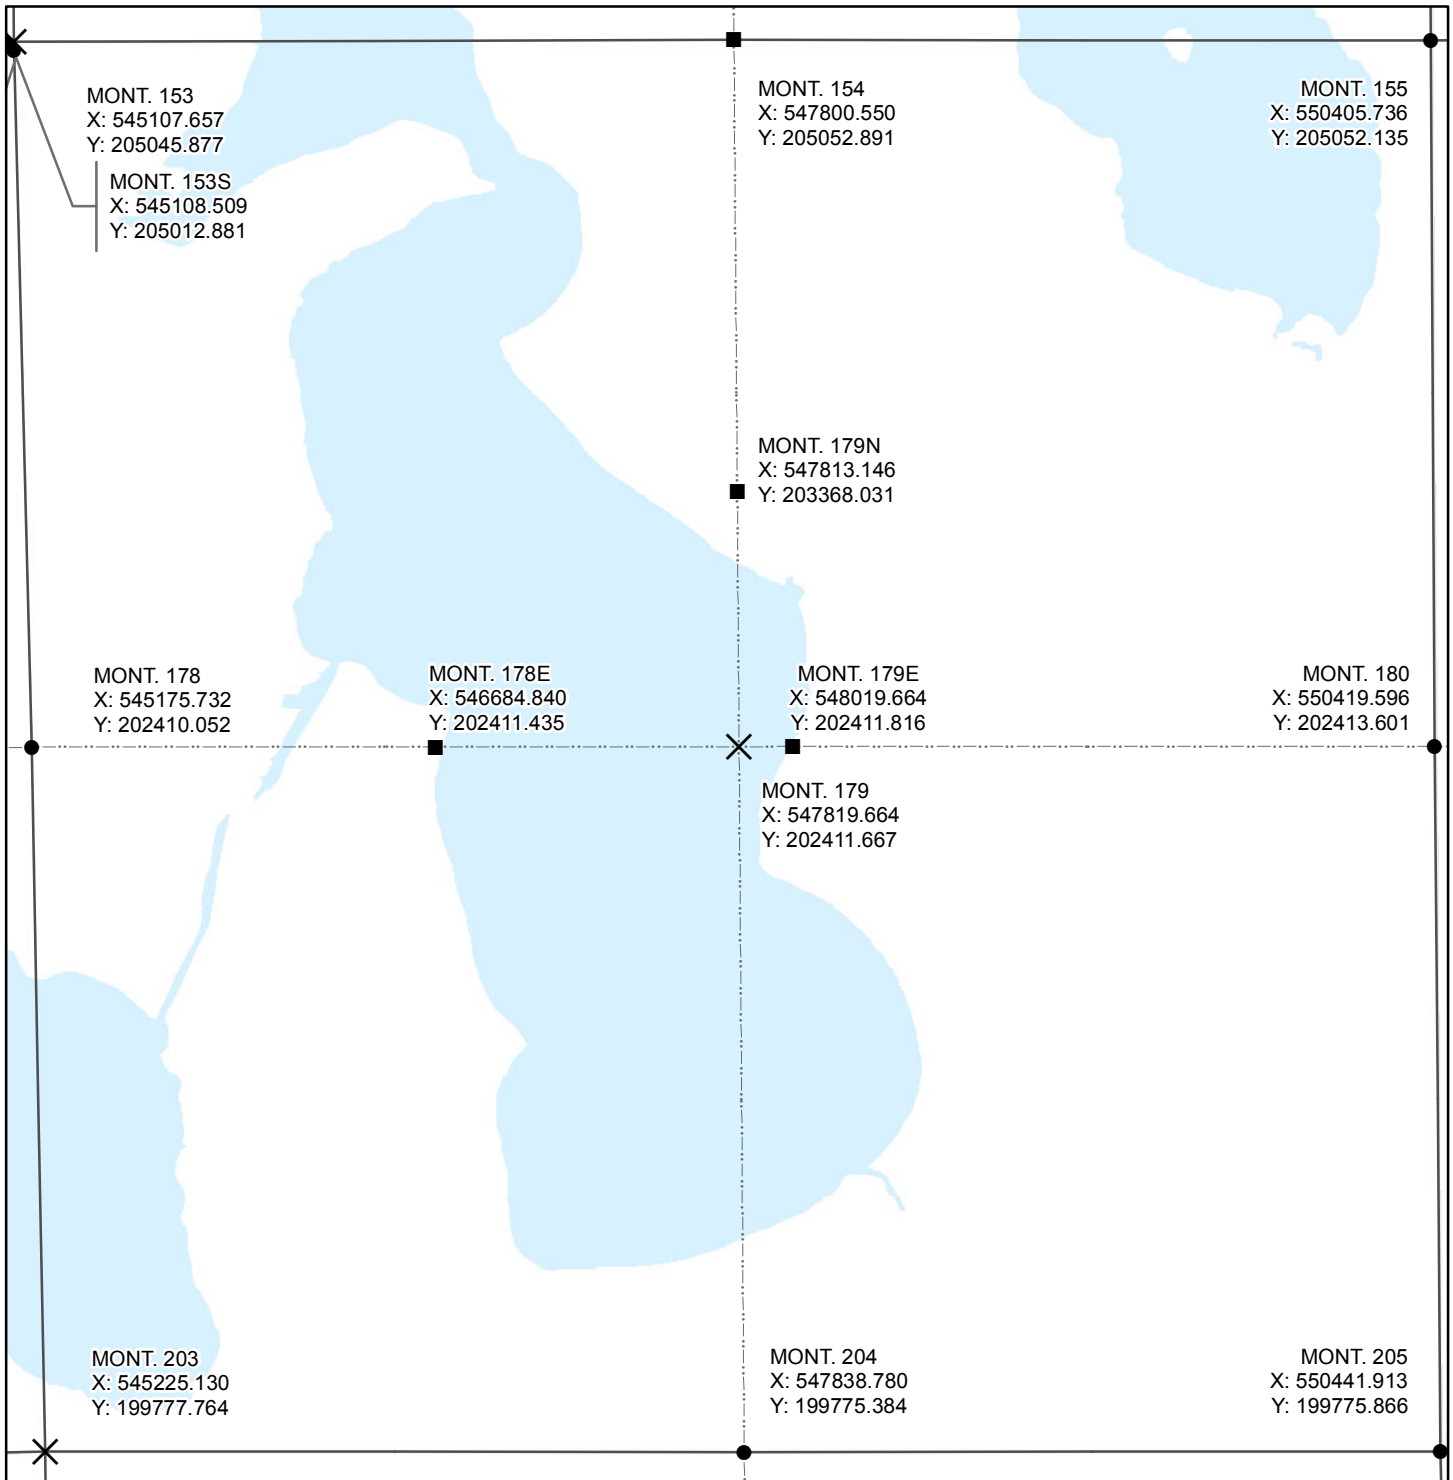 MONT. 153
X: 545107.657
Y: 205045.877
MONT. 153S
X: 545108.509
Y: 205012.881
MONT. 154
X: 547800.550
Y: 205052.891
MONT. 155
X: 550405.736
Y: 205052.135
MONT. 179N
X: 547813.146
Y: 203368.031
MONT. 178
X: 545175.732
Y: 202410.052
MONT. 178E
X: 546684.840
Y: 202411.435
MONT. 179E
X: 548019.664
Y: 202411.816
MONT. 180
X: 550419.596
Y: 202413.601
MONT. 179
X: 547819.664
Y: 202411.667
MONT. 203
X: 545225.130
Y: 199777.764
MONT. 204
X: 547838.780
Y: 199775.384
MONT. 205
X: 550441.913
Y: 199775.866